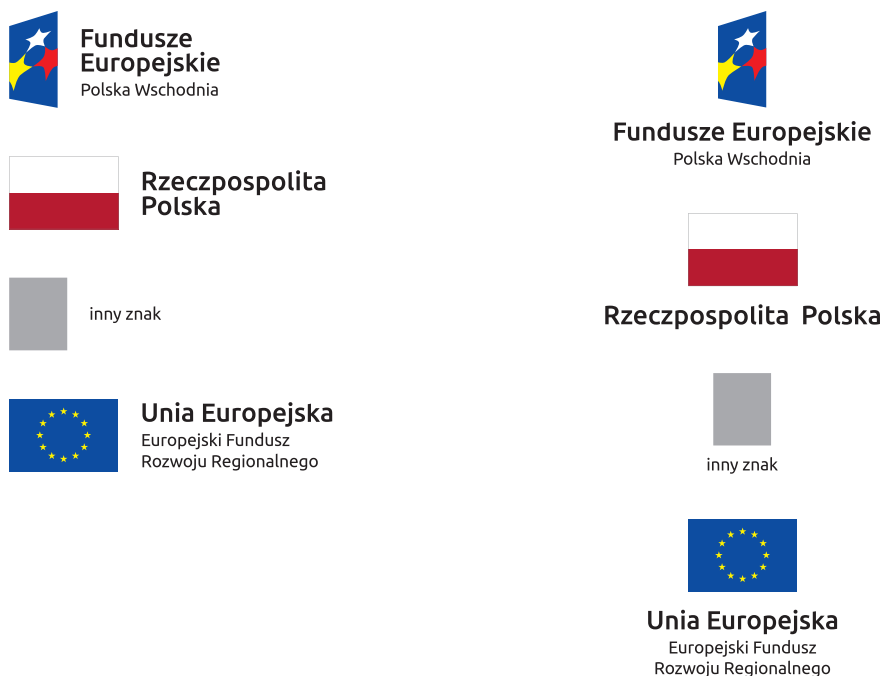 Fundusze
Europejskie
Polska Wschodnia
Rzeczpospolita
Polska
inny znak
Unia Europejska
Europejski Fundusz
Rozwoju Regionalnego
Fundusze Europejskie
Polska Wschodnia
Rzeczpospolita Polska
inny znak
Unia Europejska
Europejski Fundusz
Rozwoju Regionalnego